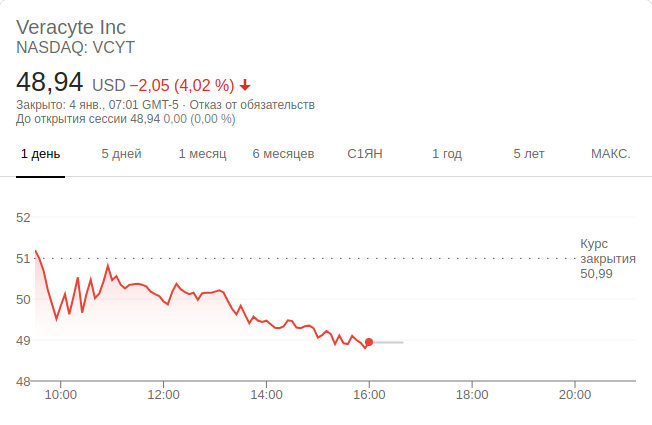 Veracyte Inc
NASDAQ: VCYT
48,94 USD −2,05 (4,02 %)
Закрыто: 4 янв., 07:01 GMT-5 · Отказ от обязательств
До открытия сессии 48,94 0,00 (0,00 %)
1 день 5 дней 1 месяц 6 месяцев С1ЯН 1 год 5 лет МАКС.
52
51
50
49
48
Курс
закрытия
50,99
10:00 12:00 14:00 16:00 18:00 20:00